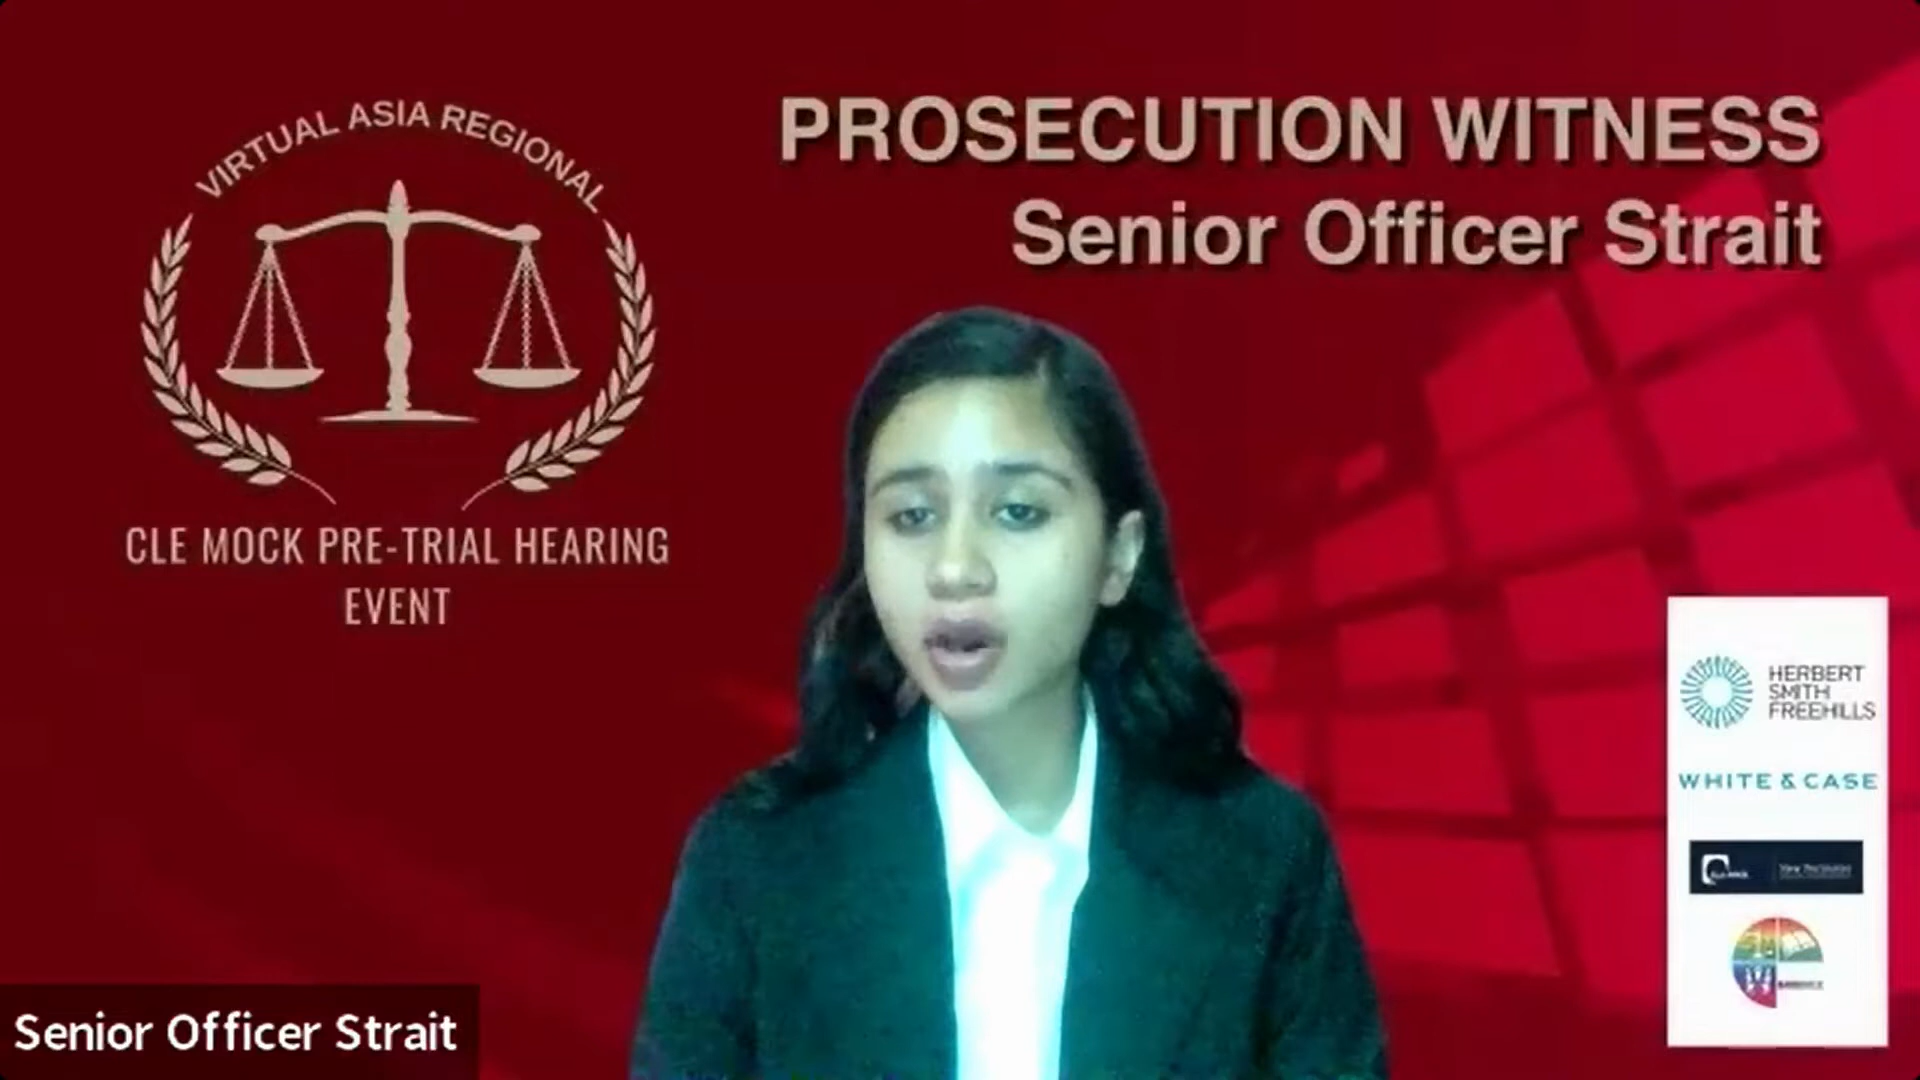 VIRTUAL ASIA REGIONAL
CLE MOCK PRE-TRIAL HEARING
EVENT
PROSECUTION WITNESS
Senior Officer Strait
HERBERT
SMITH
FREEHILLS
WHITE & CASE
Senior Officer Strait